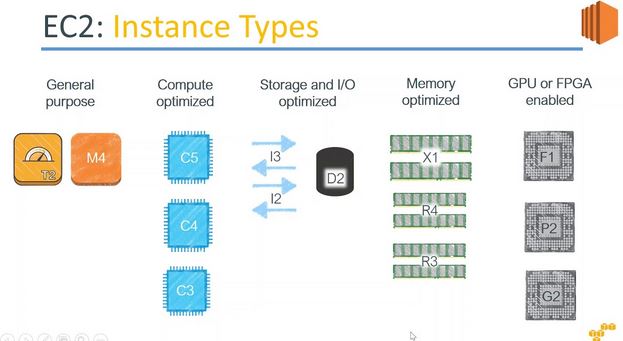 EC2: Instance Types
General
purpose
Compute
optimized
Storage and I/O
optimized
Memory
optimized
GPU or FPGA
enabled
T2
M4
C5
C4
C3
I3
I2
D2
X1
R4
R3
F1
P2
G2